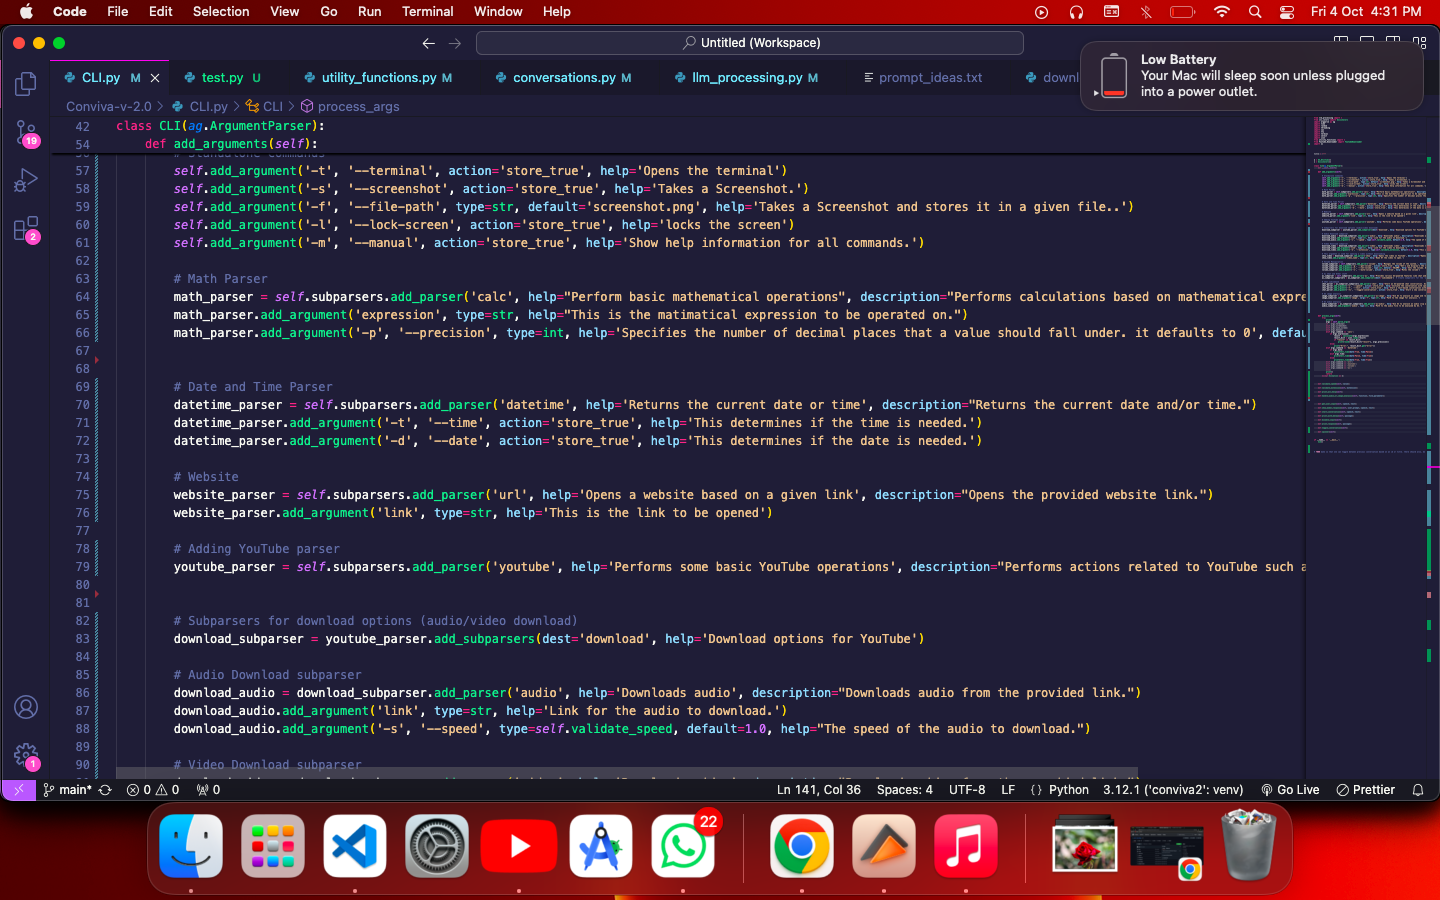 Code File Edit Selection View Go Run Terminal Window Help Fri 4 Oct 4:31 PM
Untitled (Workspace)
Low Battery
Your Mac will sleep soon unless plugged
into a power outlet.
CLI.py M test.py U utility_functions.py M conversations.py M llm_processing.py M prompt_ideas.txt downl
Conviva-v-2.0 > CLI.py > CLI > process_args
42 class CLI(ag.ArgumentParser):
54 def add_arguments(self):
57 self.add_argument('-t', '--terminal', action='store_true', help='Opens the terminal')
58 self.add_argument('-s', '--screenshot', action='store_true', help='Takes a Screenshot.')
59 self.add_argument('-f', '--file-path', type=str, default='screenshot.png', help='Takes a Screenshot and stores it in a given file..')
60 self.add_argument('-l', '--lock-screen', action='store_true', help='locks the screen')
61 self.add_argument('-m', '--manual', action='store_true', help='Show help information for all commands.')
62
63 # Math Parser
64 math_parser = self.subparsers.add_parser('calc', help="Perform basic mathematical operations", description="Performs calculations based on mathematical expre
65 math_parser.add_argument('expression', type=str, help="This is the matimatical expression to be operated on.")
66 math_parser.add_argument('-p', '--precision', type=int, help='Specifies the number of decimal places that a value should fall under. it defaults to 0', defau
67
68
69 # Date and Time Parser
70 datetime_parser = self.subparsers.add_parser('datetime', help='Returns the current date or time', description="Returns the current date and/or time.")
71 datetime_parser.add_argument('-t', '--time', action='store_true', help='This determines if the time is needed.')
72 datetime_parser.add_argument('-d', '--date', action='store_true', help='This determines if the date is needed.')
73
74 # Website
75 website_parser = self.subparsers.add_parser('url', help='Opens a website based on a given link', description="Opens the provided website link.")
76 website_parser.add_argument('link', type=str, help='This is the link to be opened')
77
78 # Adding YouTube parser
79 youtube_parser = self.subparsers.add_parser('youtube', help='Performs some basic YouTube operations', description="Performs actions related to YouTube such a
80
81
82 # Subparsers for download options (audio/video download)
83 download_subparser = youtube_parser.add_subparsers(dest='download', help='Download options for YouTube')
84
85 # Audio Download subparser
86 download_audio = download_subparser.add_parser('audio', help='Downloads audio', description="Downloads audio from the provided link.")
87 download_audio.add_argument('link', type=str, help='Link for the audio to download.')
88 download_audio.add_argument('-s', '--speed', type=self.validate_speed, default=1.0, help="The speed of the audio to download.")
89
90 # Video Download subparser
19
2
1
main* 0 0 0 Ln 141, Col 36 Spaces: 4 UTF-8 LF {} Python 3.12.1 ('conviva2': venv) Go Live Prettier
22